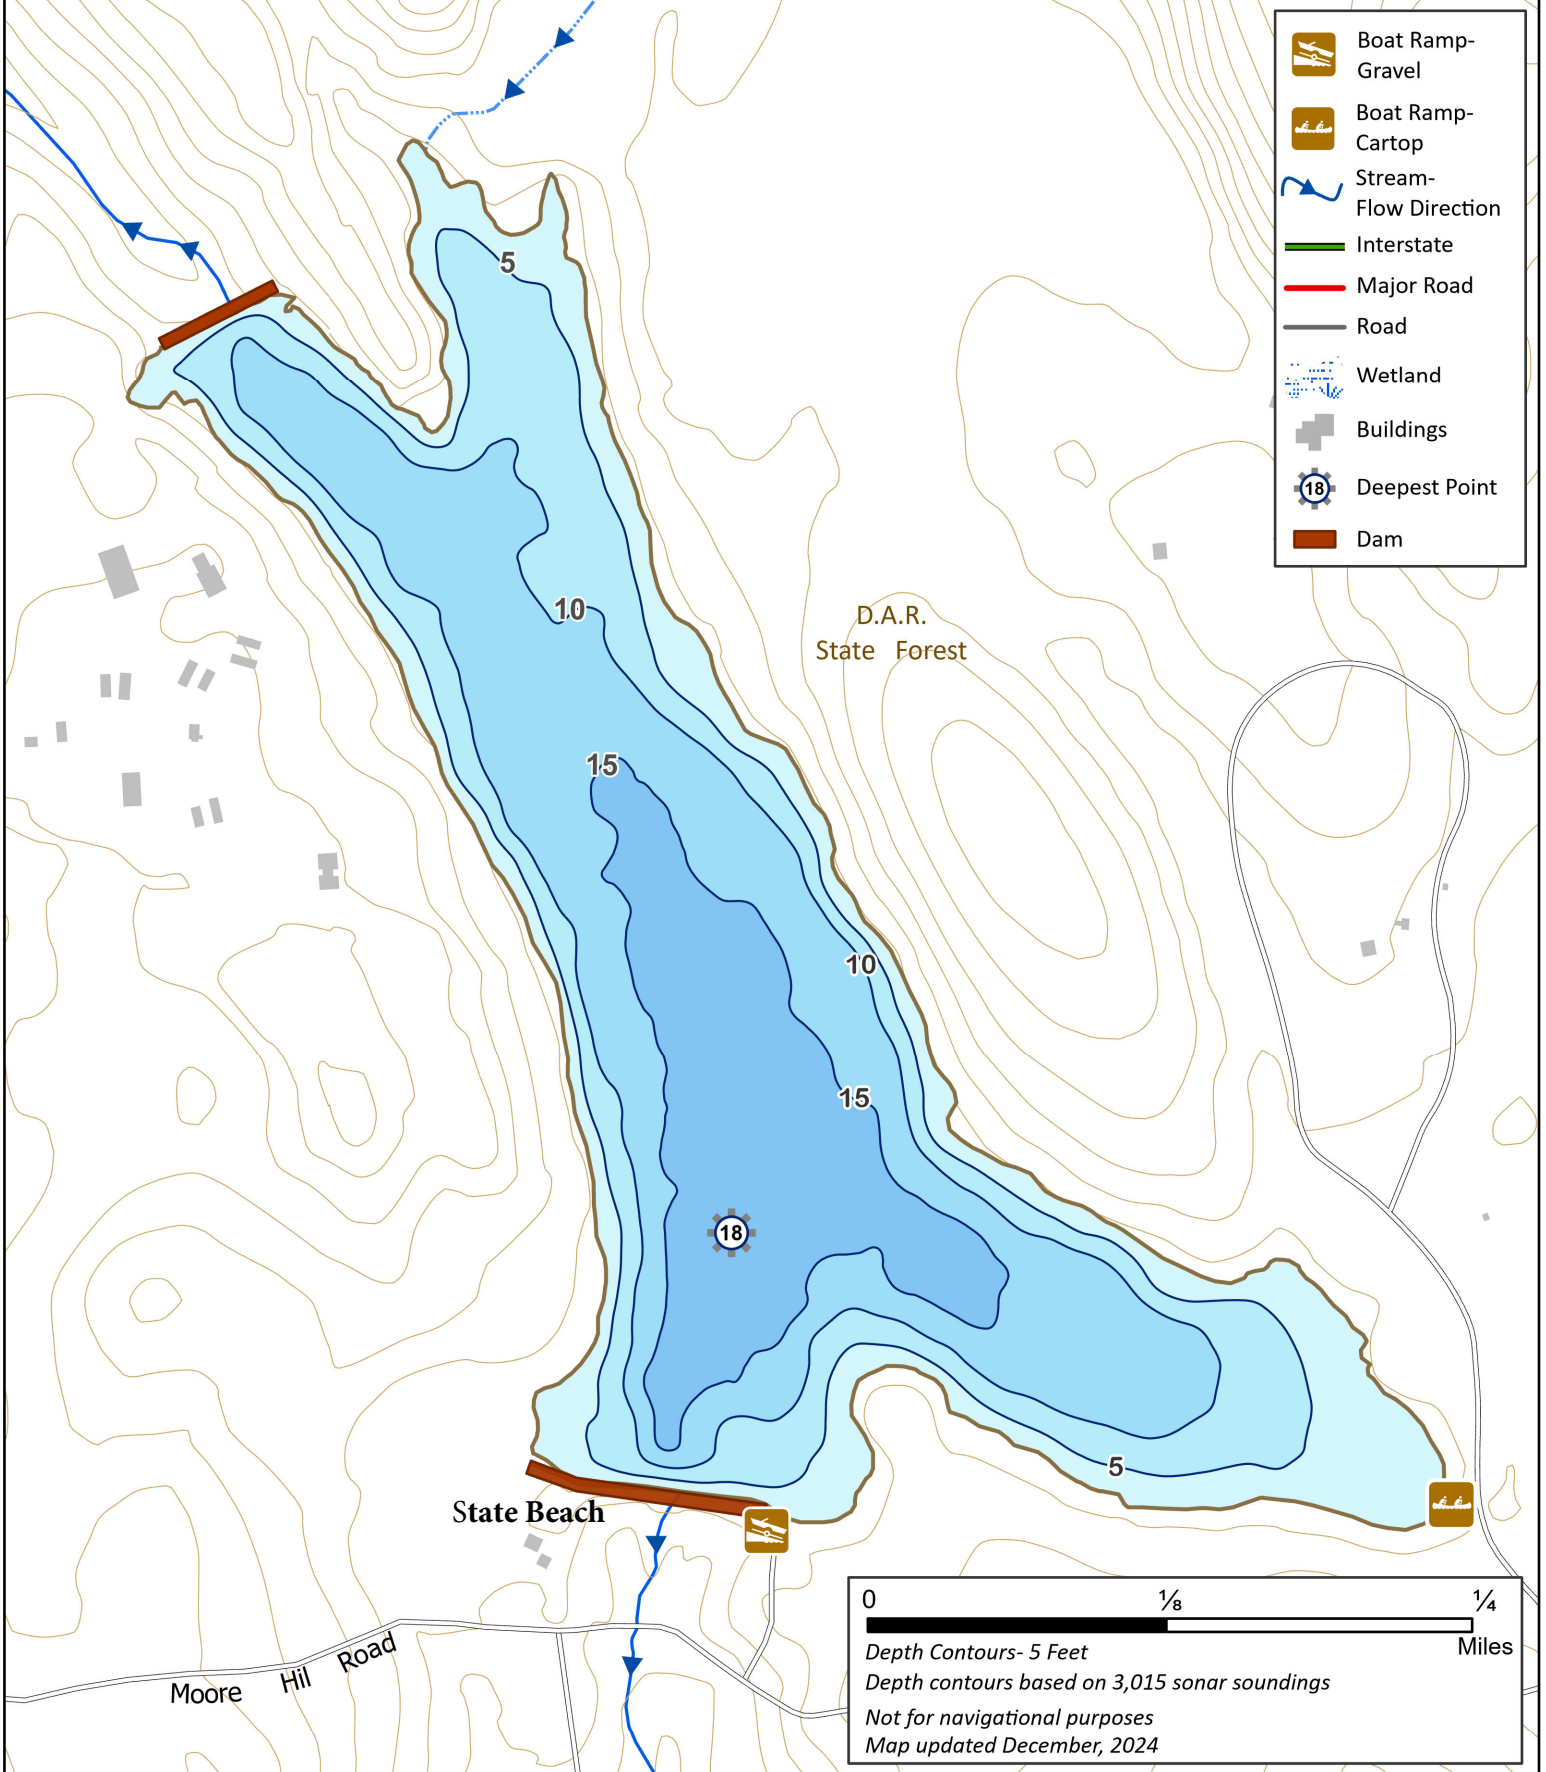 Boat Ramp-
Gravel
Boat Ramp-
Cartop
Stream-
Flow Direction
Interstate
Major Road
Road
Wetland
Buildings
18
Deepest Point
Dam
5
10
D.A.R.
State Forest
15
10
15
18
5
State Beach
Moore Hil Road
0 ⅛ ¼
Miles
Depth Contours- 5 Feet
Depth contours based on 3,015 sonar soundings
Not for navigational purposes
Map updated December, 2024